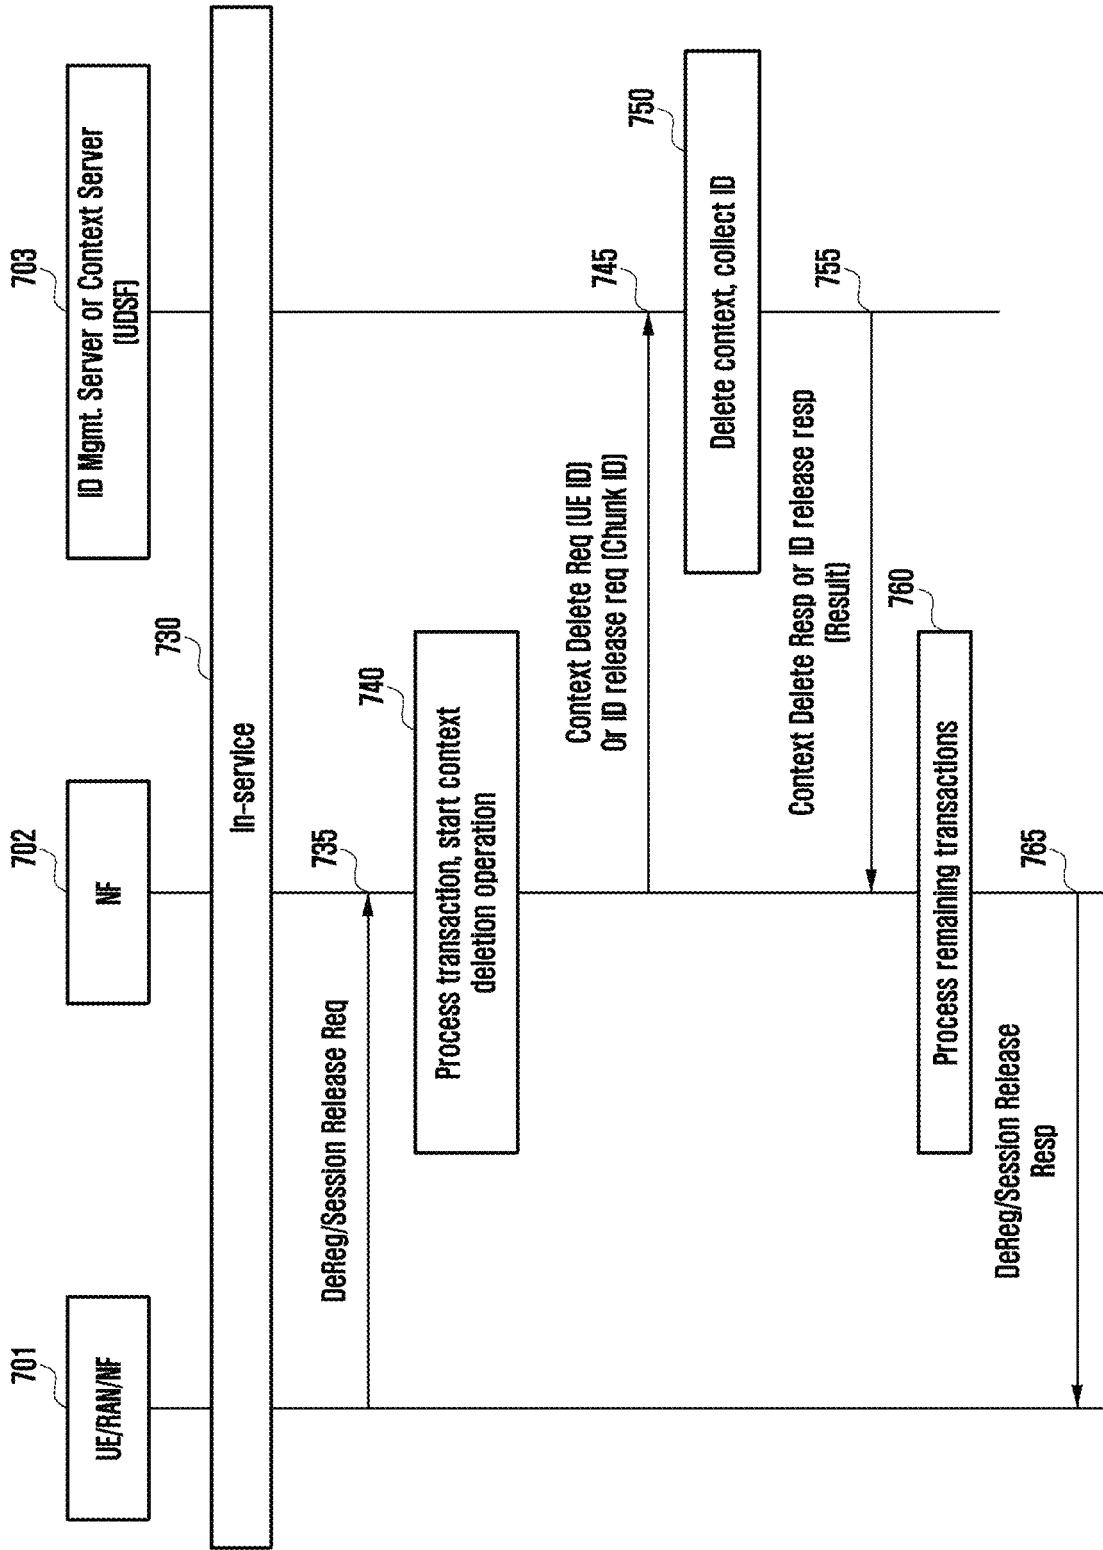 701
UE/RAN/NF
702
NF
703
ID Mgmt. Server or Context Server
(UDSF)
730
In-service
735
DeReg/Session Release Req
740
Process transaction, start context
deletion operation
745
Context Delete Req (UE ID)
Or ID release req (Chunk ID)
750
Delete context, collect ID
755
Context Delete Resp or ID release resp
(Result)
760
Process remaining transactions
765
DeReg/Session Release
Resp